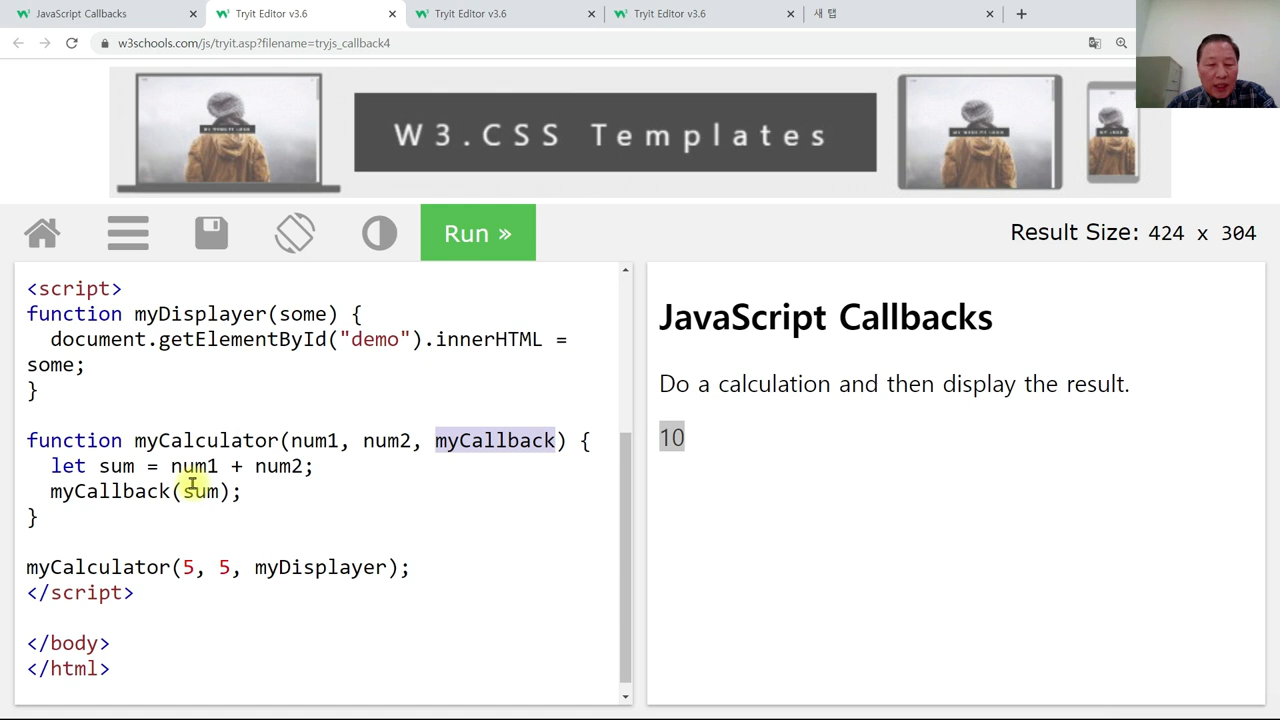 JavaScript Callbacks
Tryit Editor v3.6
Tryit Editor v3.6
Tryit Editor v3.6
새 탭
w3schools.com/js/tryit.asp?filename=tryjs_callback4
W3.CSS Templates
Run »
Result Size: 424 x 304
<script>
function myDisplayer(some) {
document.getElementById("demo").innerHTML =
some;
}
function myCalculator(num1, num2, myCallback) {
let sum = num1 + num2;
myCallback(sum);
}
myCalculator(5, 5, myDisplayer);
</script>
</body>
</html>
JavaScript Callbacks
Do a calculation and then display the result.
10